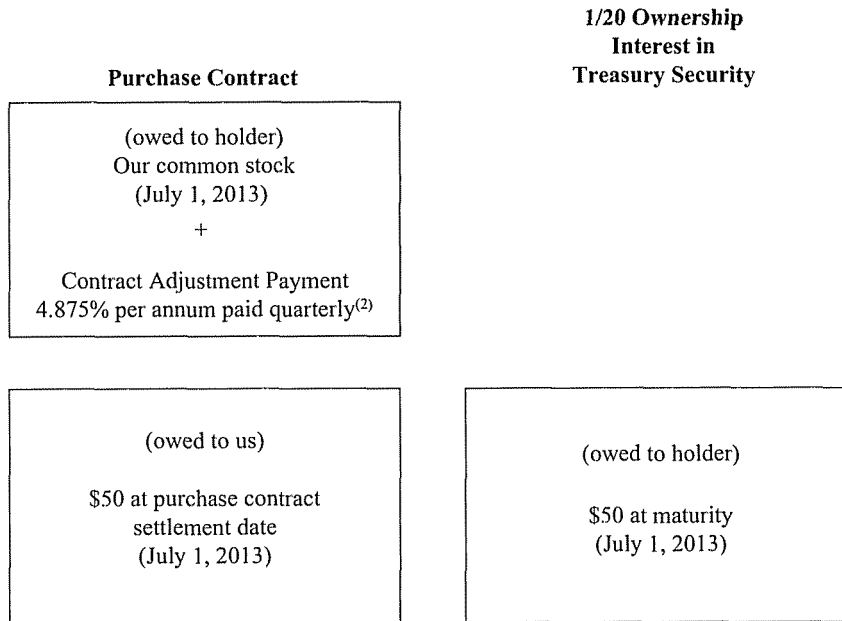 1/20 Ownership
Interest in
Treasury Security
Purchase Contract
(owed to holder)
Our common stock
(July 1, 2013)
+
Contract Adjustment Payment
4.875% per annum paid quarterly(2)
(owed to us)
$50 at purchase contract
settlement date
(July 1, 2013)
(owed to holder)
$50 at maturity
(July 1, 2013)